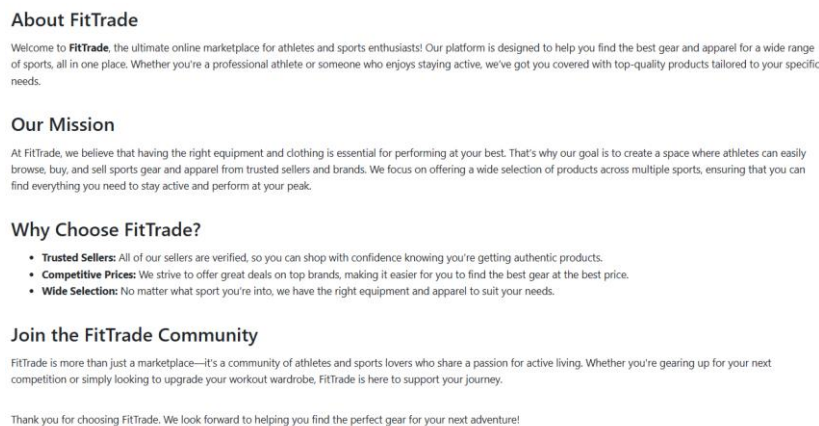 About FitTrade
Welcome to FitTrade, the ultimate online marketplace for athletes and sports enthusiasts! Our platform is designed to help you find the best gear and apparel for a wide range
of sports, all in one place. Whether you're a professional athlete or someone who enjoys staying active, we've got you covered with top-quality products tailored to your specific
needs.
Our Mission
At FitTrade, we believe that having the right equipment and clothing is essential for performing at your best. That's why our goal is to create a space where athletes can easily
browse, buy, and sell sports gear and apparel from trusted sellers and brands. We focus on offering a wide selection of products across multiple sports, ensuring that you can
find everything you need to stay active and perform at your peak.
Why Choose FitTrade?
• Trusted Sellers: All of our sellers are verified, so you can shop with confidence knowing you're getting authentic products.
• Competitive Prices: We strive to offer great deals on top brands, making it easier for you to find the best gear at the best price.
• Wide Selection: No matter what sport you're into, we have the right equipment and apparel to suit your needs.
Join the FitTrade Community
FitTrade is more than just a marketplace—it's a community of athletes and sports lovers who share a passion for active living. Whether you're gearing up for your next
competition or simply looking to upgrade your workout wardrobe, FitTrade is here to support your journey.
Thank you for choosing FitTrade. We look forward to helping you find the perfect gear for your next adventure!